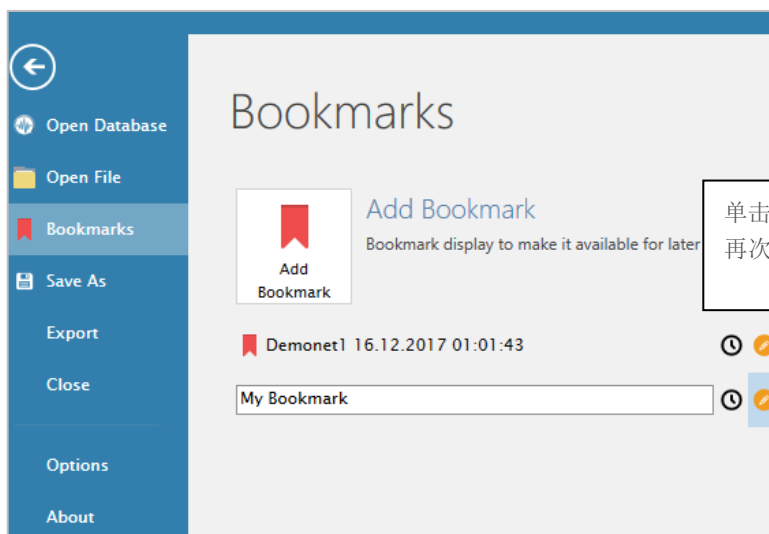 Open Database
Open File
Bookmarks
Save As
Export
Close
Options
About
Bookmarks
Add
Bookmark
Add Bookmark
Bookmark display to make it available for later
单击
再次
Demonet1 16.12.2017 01:01:43
My Bookmark